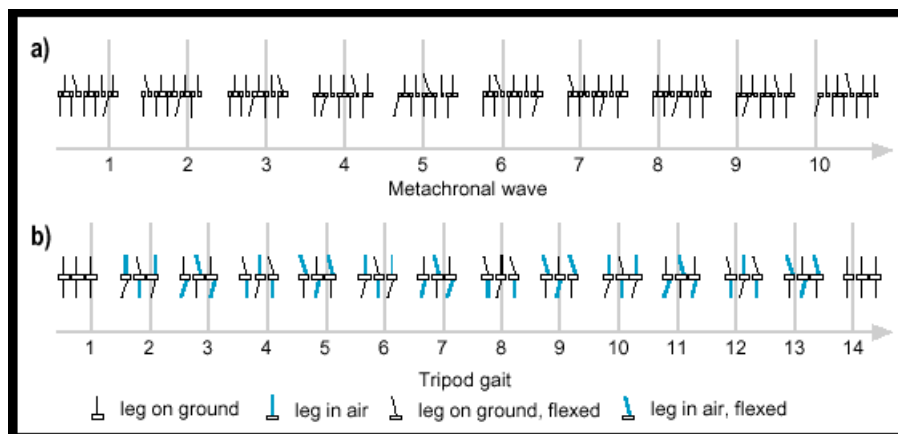 a)
1 2 3 4 5 6 7 8 9 10
Metachronal wave
b)
1 2 3 4 5 6 7 8 9 10 11 12 13 14
Tripod gait
leg on ground leg in air leg on ground, flexed leg in air, flexed